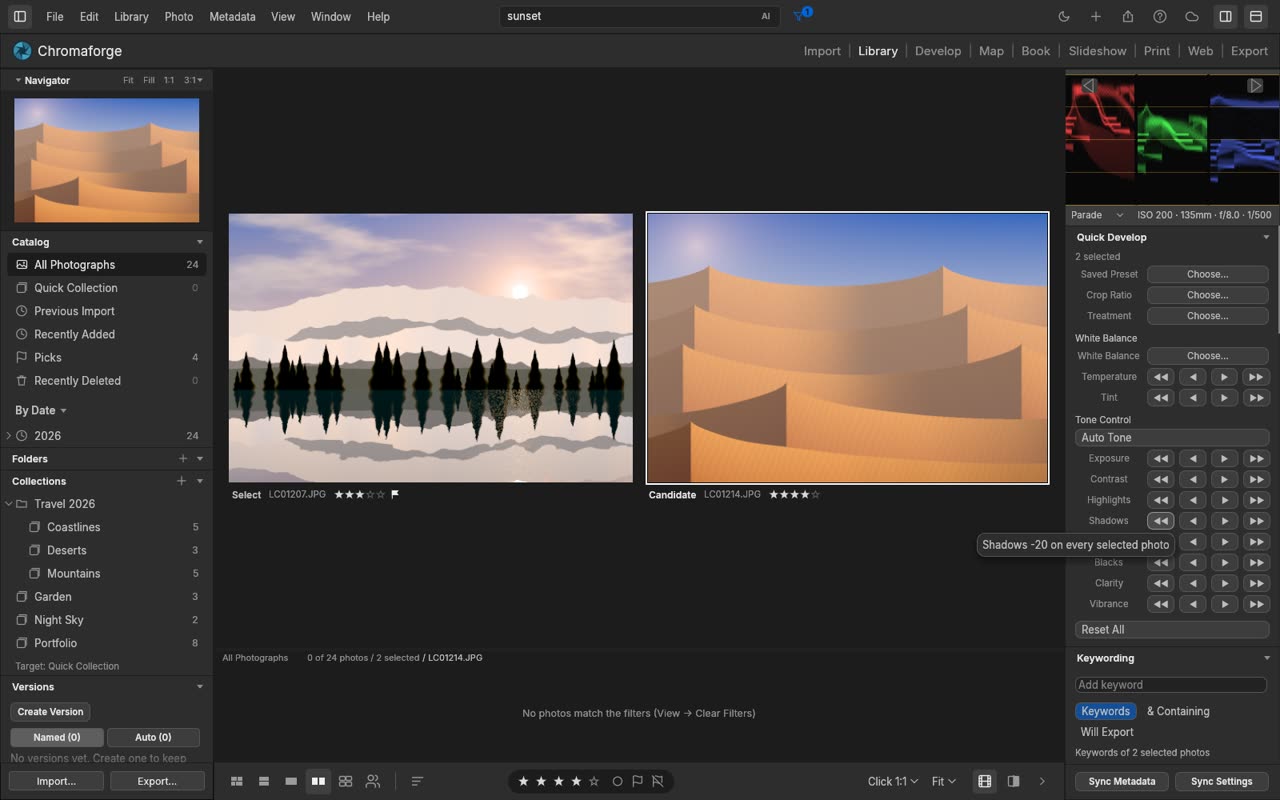 File Edit Library Photo Metadata View Window Help
sunset AI 1
Chromaforge
Import Library Develop Map Book Slideshow Print Web Export
Navigator Fit Fill 1:1 3:1
Catalog
All Photographs 24
Quick Collection 0
Previous Import
Recently Added
Picks 4
Recently Deleted 0
By Date
2026 24
Folders
Collections
Travel 2026
Coastlines 5
Deserts 3
Mountains 5
Garden 3
Night Sky 2
Portfolio 8
Target: Quick Collection
Versions
Create Version
Named (0) Auto (0)
No versions yet. Create one to keep
Import... Export...
Select LC01207.JPG
Candidate LC01214.JPG
All Photographs 0 of 24 photos / 2 selected / LC01214.JPG
No photos match the filters (View → Clear Filters)
Click 1:1 Fit
Parade ISO 200 · 135mm · f/8.0 · 1/500
Quick Develop
2 selected
Saved Preset Choose...
Crop Ratio Choose...
Treatment Choose...
White Balance
White Balance Choose...
Temperature
Tint
Tone Control
Auto Tone
Exposure
Contrast
Highlights
Shadows
Shadows -20 on every selected photo
Blacks
Clarity
Vibrance
Reset All
Keywording
Add keyword
Keywords & Containing
Will Export
Keywords of 2 selected photos
Sync Metadata Sync Settings